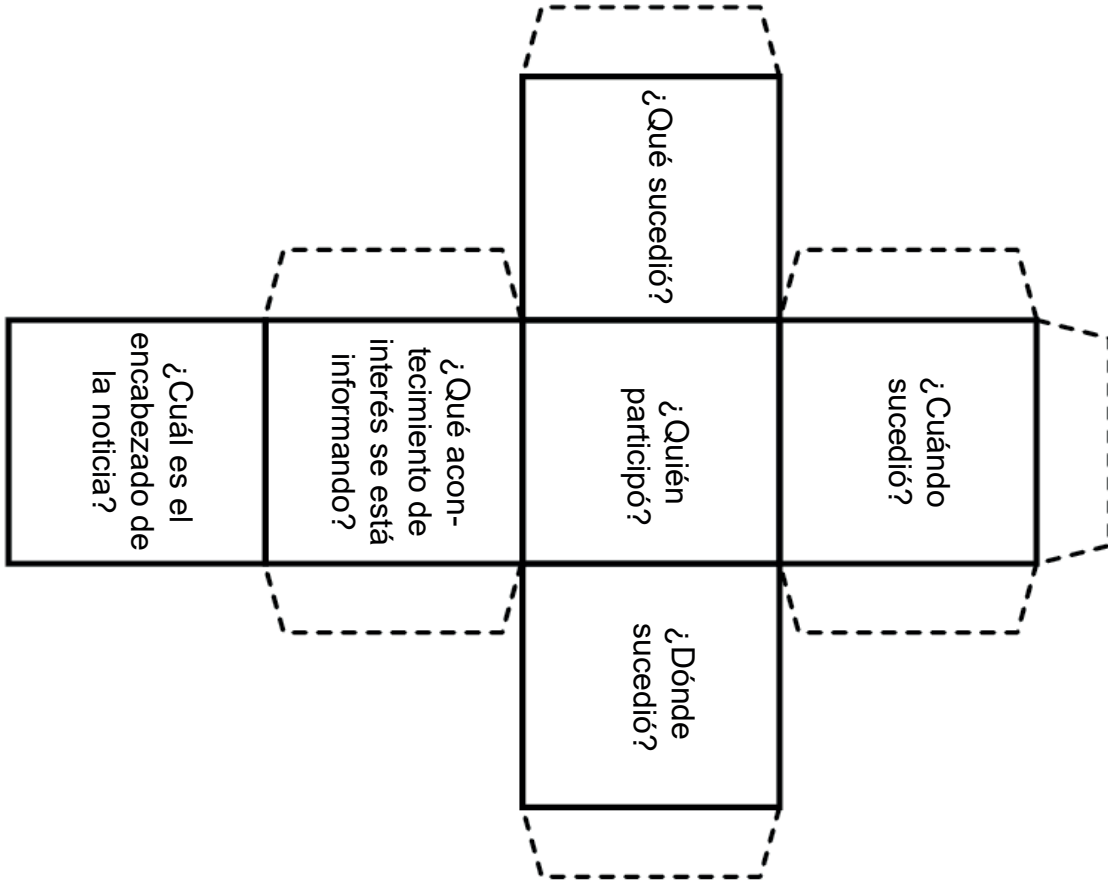 ¿Cuándo
sucedió?
¿Qué sucedió?
¿Quién
participó?
¿Dónde
sucedió?
¿Qué acon-
tecimiento de
interés se está
informando?
¿Cuál es el
encabezado de
la noticia?